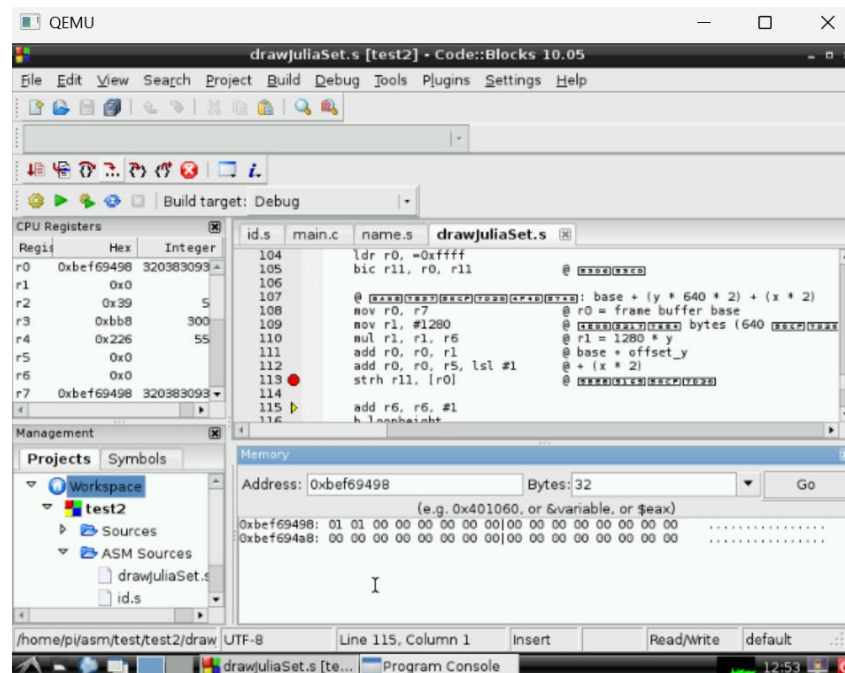 QEMU
drawJuliaSet.s [test2] - Code::Blocks 10.05
File Edit View Search Project Build Debug Tools Plugins Settings Help
Build target: Debug
CPU Registers
Regis Hex Integer
r0 0xbef69498 320383093
r1 0x0
r2 0x39 5
r3 0xbb8 300
r4 0x226 55
r5 0x0
r6 0x0
r7 0xbef69498 320383093
id.s main.c name.s drawJuliaSet.s
104 ldr r0, =0xffff
105 bic r11, r0, r11 @
106
107 @ : base + (y * 640 * 2) + (x * 2)
108 mov r0, r7 @ r0 = frame buffer base
109 mov r1, #1280 @ bytes (640
110 mul r1, r1, r6 @ r1 = 1280 * y
111 add r0, r0, r1 @ base + offset_y
112 add r0, r0, r5, lsl #1 @ + (x * 2)
113 strh r11, [r0] @
114
115 add r6, r6, #1
116 b loopheight
Management
Projects Symbols
Workspace
test2
Sources
ASM Sources
drawJuliaSet.s
id.s
Memory
Address: 0xbef69498 Bytes: 32 Go
(e.g. 0x401060, or &variable, or $eax)
0xbef69498: 01 01 00 00 00 00 00 00|00 00 00 00 00 00 00 00 ................
0xbef694a8: 00 00 00 00 00 00 00 00|00 00 00 00 00 00 00 00 ................
/home/pi/asm/test/test2/draw UTF-8 Line 115, Column 1 Insert Read/Write default
drawJuliaSet.s [te... Program Console 12:53